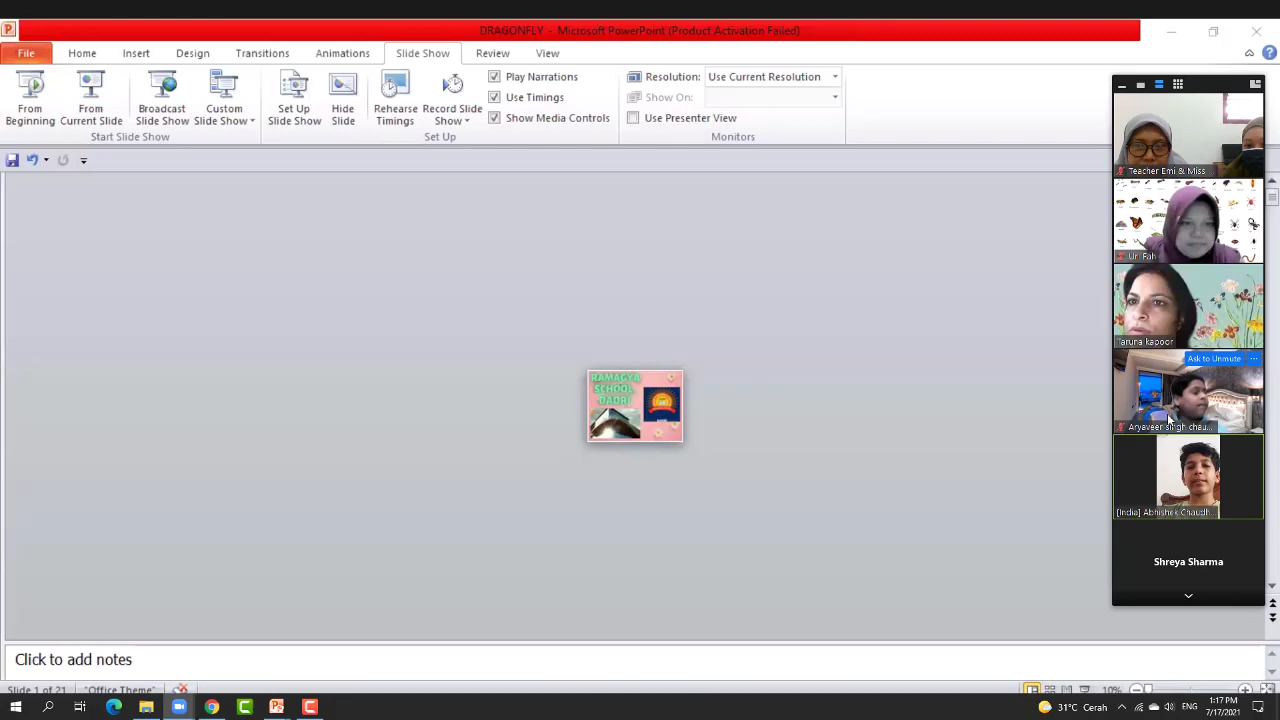 DRAGONFLY - Microsoft PowerPoint (Product Activation Failed)
File Home Insert Design Transitions Animations Slide Show Review View
From Beginning
From Current Slide
Broadcast Slide Show
Custom Slide Show
Start Slide Show
Set Up Slide Show
Hide Slide
Rehearse Timings
Record Slide Show
Play Narrations
Use Timings
Show Media Controls
Set Up
Resolution: Use Current Resolution
Show On:
Use Presenter View
Monitors
Teacher Emi & Miss...
Taruna kapoor
Ask to Unmute ...
Aryaveer singh chau...
[India] Abhishek Chaudh...
Shreya Sharma
RAMAGYA
SCHOOL
DADRI
Click to add notes
Slide 1 of 21 "Office Theme" 10%
31°C Cerah ENG 1:17 PM
7/17/2021